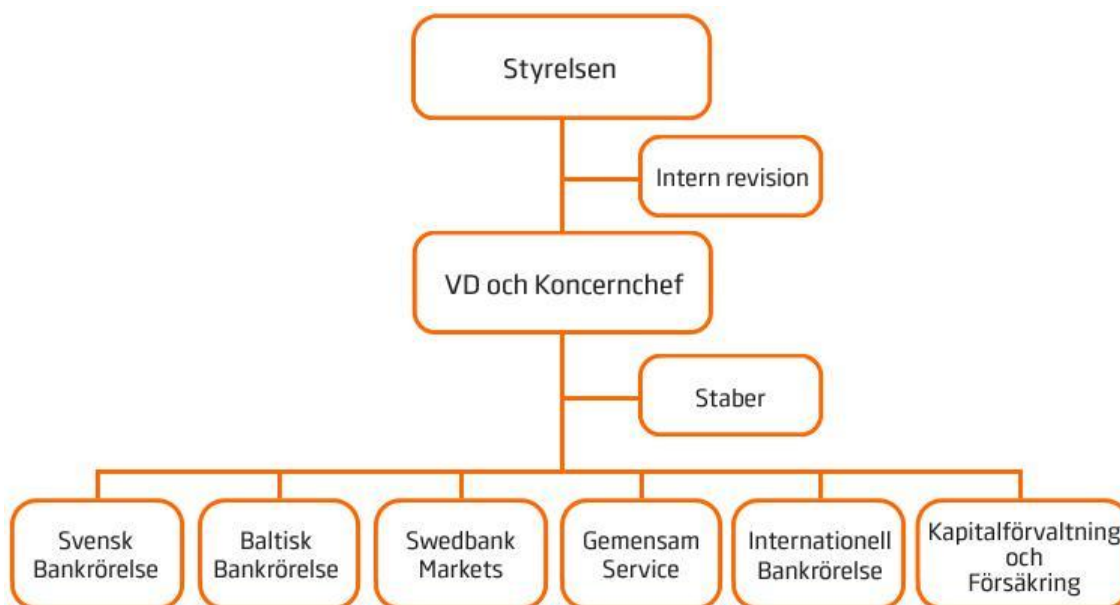 Styrelsen
Intern revision
VD och Koncernchef
Staber
Svensk
Bankrörelse
Baltisk
Bankrörelse
Swedbank
Markets
Gemensam
Service
Internationell
Bankrörelse
Kapitalförvaltning
och
Försäkring